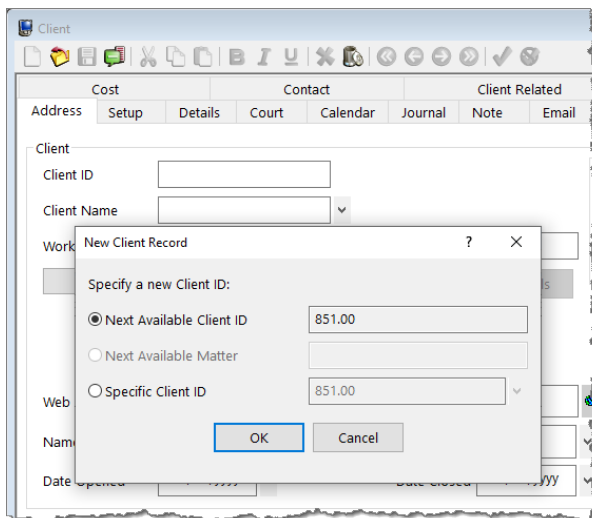 Client
B I U
Cost Contact Client Related
Address Setup Details Court Calendar Journal Note Email
Client
Client ID
Client Name
Work
New Client Record ? ×
Specify a new Client ID:
Next Available Client ID 851.00
Next Available Matter
Specific Client ID 851.00
OK Cancel
Web
Name
Date Opened Date Closed